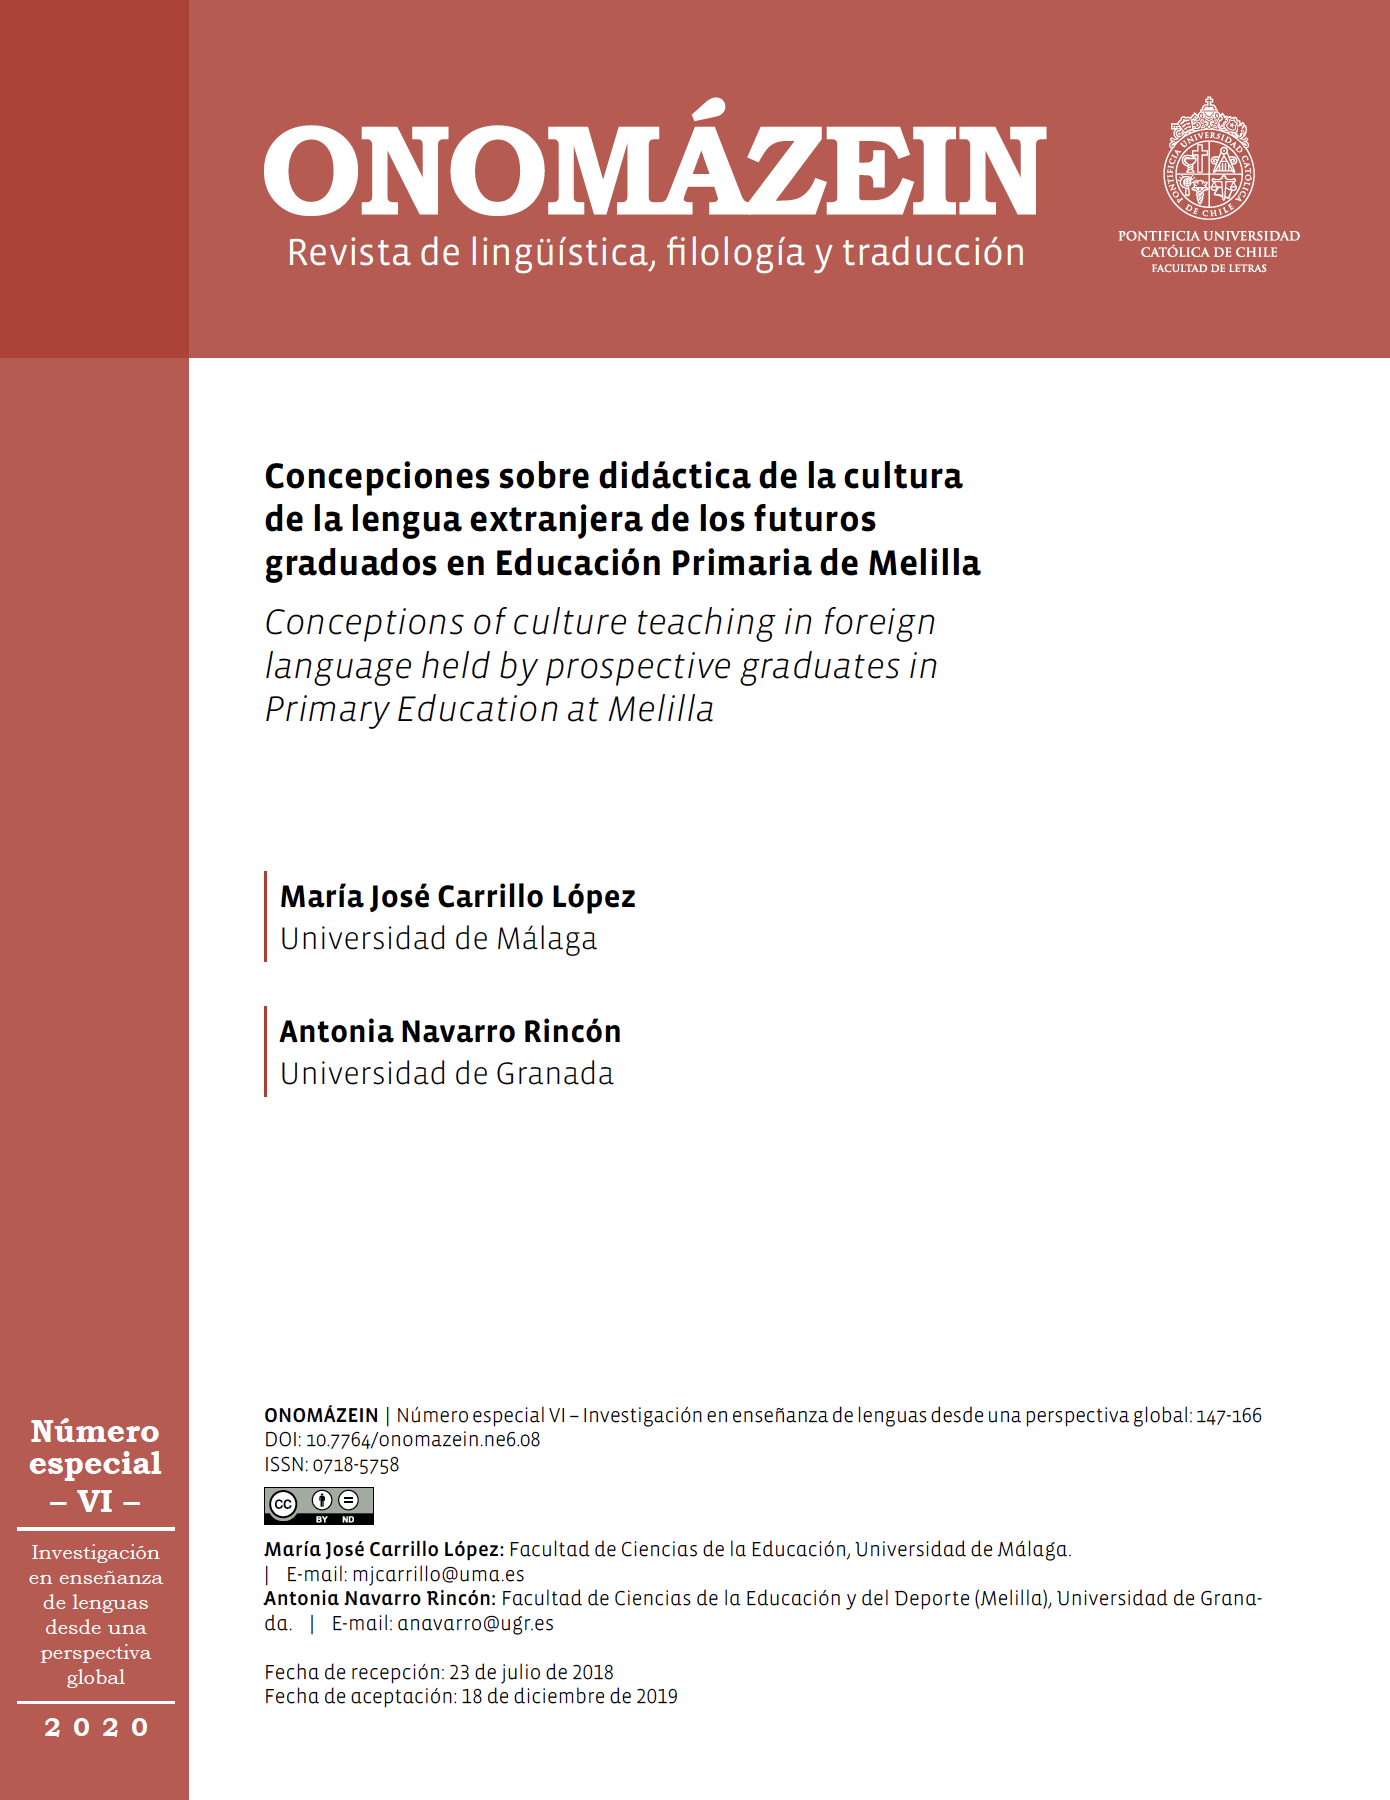 ONOMÁZEIN
Revista de lingüística, filología y traducción
PONTIFICIA UNIVERSIDAD CATÓLICA DE CHILE
PONTIFICIA UNIVERSIDAD
CATÓLICA DE CHILE
FACULTAD DE LETRAS
Concepciones sobre didáctica de la cultura
de la lengua extranjera de los futuros
graduados en Educación Primaria de Melilla
Conceptions of culture teaching in foreign
language held by prospective graduates in
Primary Education at Melilla
María José Carrillo López
Universidad de Málaga
Antonia Navarro Rincón
Universidad de Granada
ONOMÁZEIN | Número especial VI – Investigación en enseñanza de lenguas desde una perspectiva global: 147-166
DOI: 10.7764/onomazein.ne6.08
ISSN: 0718-5758
cc BY ND
María José Carrillo López: Facultad de Ciencias de la Educación, Universidad de Málaga.
| E-mail: mjcarrillo@uma.es
Antonia Navarro Rincón: Facultad de Ciencias de la Educación y del Deporte (Melilla), Universidad de Grana-
da. | E-mail: anavarro@ugr.es
Fecha de recepción: 23 de julio de 2018
Fecha de aceptación: 18 de diciembre de 2019
Número
especial
– VI –
Investigación
en enseñanza
de lenguas
desde una
perspectiva
global
2020